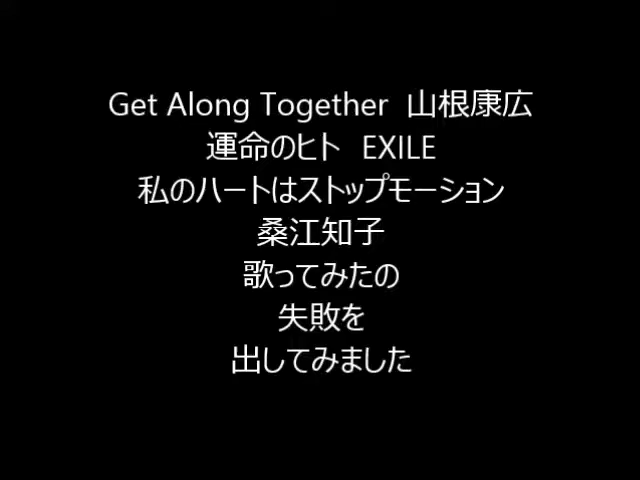 Get Along Together 山根康広
運命のヒト EXILE
私のハートはストップモーション
桑江知子
歌ってみたの
失敗を
出してみました